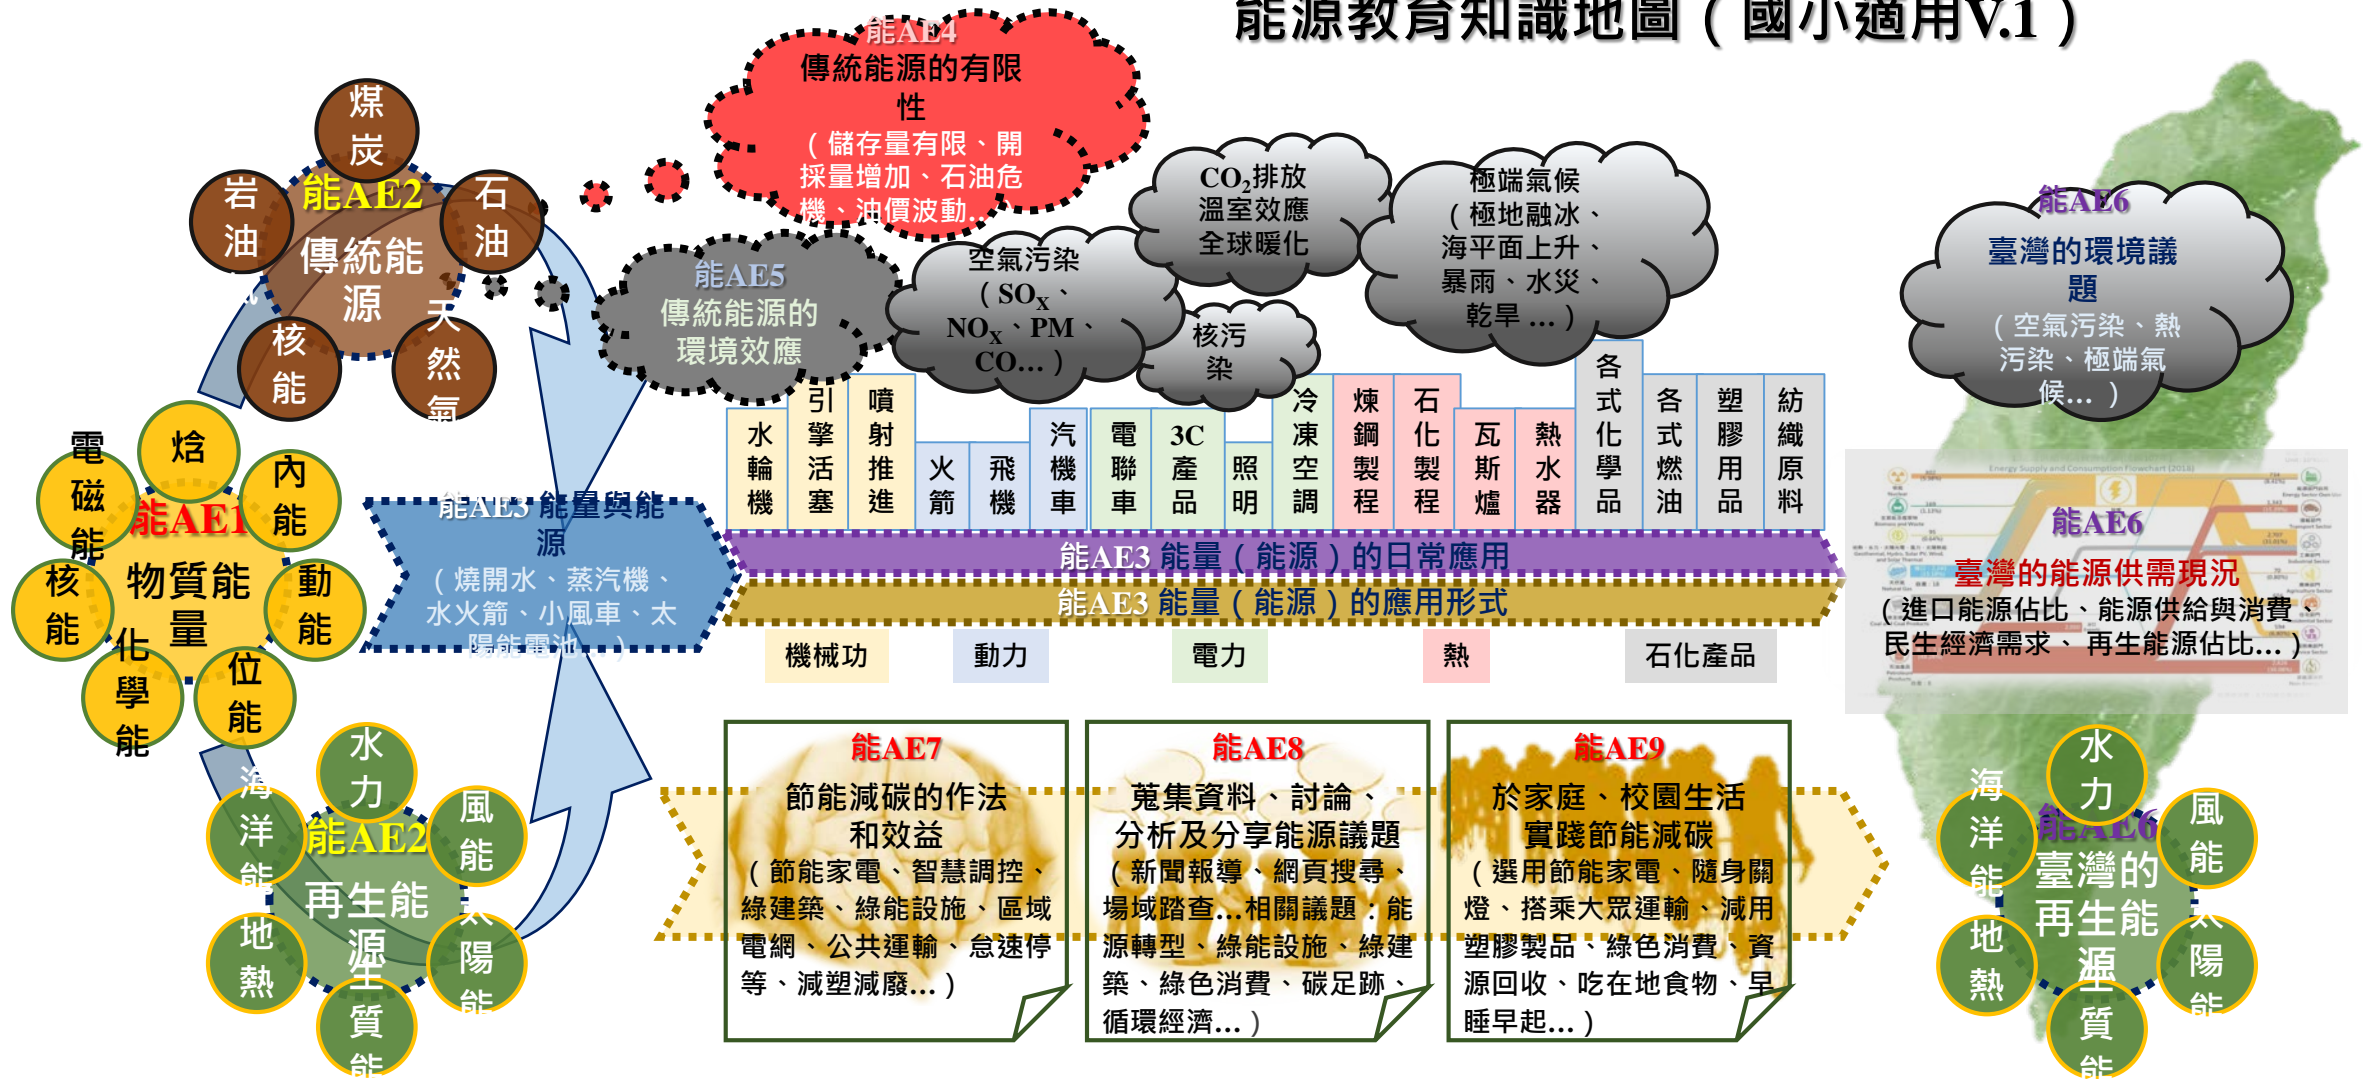 能源教育知識地圖（國小適用V.1）
能AE4
傳統能源的有限
性
（儲存量有限、開
採量增加、石油危
機、油價波動...）
煤
炭
岩
油
石
油
能AE2
傳統能
源
核
能
天
然
氣
能AE5
傳統能源的
環境效應
空氣污染
（SOX、
NOX、PM、
CO…）
CO2排放
溫室效應
全球暖化
核污
染
極端氣候
（極地融冰、
海平面上升、
暴雨、水災、
乾旱…）
能AE6
臺灣的環境議
題
（空氣污染、熱
污染、極端氣
候…）
焓
電
磁
能
內
能
能AE1
物質能
量
核
能
動
能
化
學
能
位
能
能AE3 能量與能
源
（燒開水、蒸汽機、
水火箭、小風車、太
陽能電池…）
水輪機
引擎活塞
噴射推進
火箭
飛機
汽機車
電聯車
3C產品
照明
冷凍空調
煉鋼製程
石化製程
瓦斯爐
熱水器
各式化學品
各式燃油
塑膠用品
紡織原料
能AE3 能量（能源）的日常應用
能AE3 能量（能源）的應用形式
機械功
動力
電力
熱
石化產品
Energy Supply and Consumption Flowchart (2018)
能AE6
臺灣的能源供需現況
（進口能源佔比、能源供給與消費、
民生經濟需求、 再生能源佔比…）
水
力
海
洋
能
風
能
能AE2
再生能
源
地
熱
太
陽
能
生
質
能
能AE7
節能減碳的作法
和效益
（節能家電、智慧調控、
綠建築、綠能設施、區域
電網、公共運輸、怠速停
等、減塑減廢…）
能AE8
蒐集資料、討論、
分析及分享能源議題
（新聞報導、網頁搜尋、
場域踏查…相關議題：能
源轉型、綠能設施、綠建
築、綠色消費、碳足跡、
循環經濟…）
能AE9
於家庭、校園生活
實踐節能減碳
（選用節能家電、隨身關
燈、搭乘大眾運輸、減用
塑膠製品、綠色消費、資
源回收、吃在地食物、早
睡早起…）
水
力
海
洋
能
風
能
能AE6
臺灣的
再生能
源
地
熱
太
陽
能
生
質
能